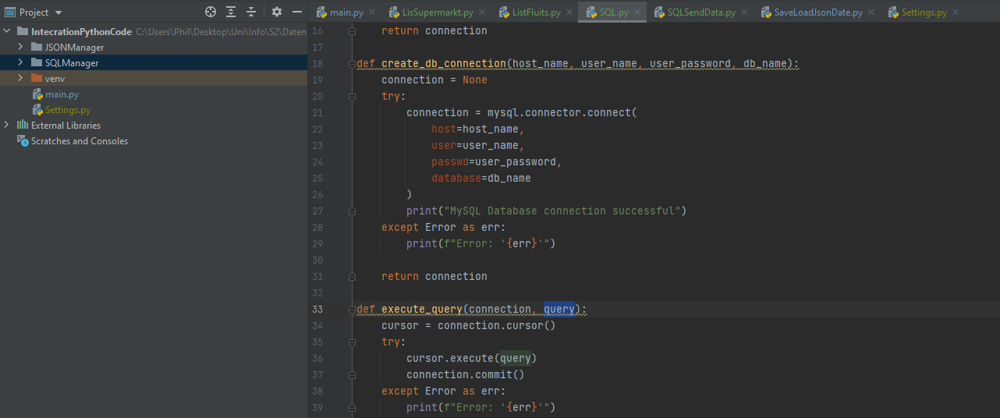 Project
main.py
LisSupermarkt.py
ListFluits.py
SQL.py
SQLSendData.py
SaveLoadJsonDate.py
Settings.py
IntecrationPythonCode C:\Users\Phil\Desktop\Uni\Info\S2\Daten
JSONManager
SQLManager
venv
main.py
Settings.py
External Libraries
Scratches and Consoles
16 return connection
17
18 def create_db_connection(host_name, user_name, user_password, db_name):
19 connection = None
20 try:
21 connection = mysql.connector.connect(
22 host=host_name,
23 user=user_name,
24 passwd=user_password,
25 database=db_name
26 )
27 print("MySQL Database connection successful")
28 except Error as err:
29 print(f"Error: '{err}'")
30
31 return connection
32
33 def execute_query(connection, query):
34 cursor = connection.cursor()
35 try:
36 cursor.execute(query)
37 connection.commit()
38 except Error as err:
39 print(f"Error: '{err}'")